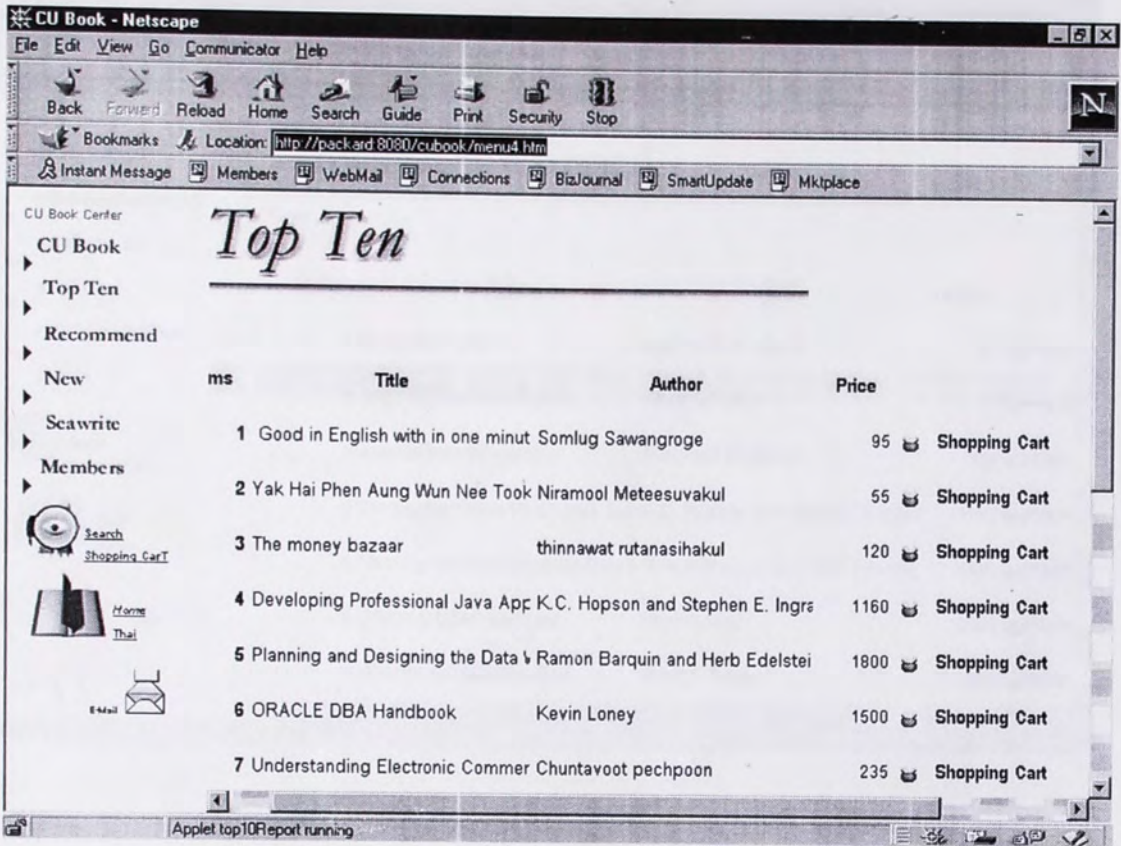 CU Book - Netscape
File Edit View Go Communicator Help
Back Forward Reload Home Search Guide Print Security Stop
N
Bookmarks Location: http://packard:8080/cubook/menu4.htm
Instant Message Members WebMail Connections BizJournal SmartUpdate Mktplace
CU Book Center
CU Book
Top Ten
Recommend
New
Seawrite
Members
Search
Shopping CarT
Home
Thai
E-Mail
Top Ten
ms Title Author Price
1 Good in English with in one minut Somlug Sawangroge 95 Shopping Cart
2 Yak Hai Phen Aung Wun Nee Took Niramool Meteesuvakul 55 Shopping Cart
3 The money bazaar thinnawat rutanasihakul 120 Shopping Cart
4 Developing Professional Java App K.C. Hopson and Stephen E. Ingra 1160 Shopping Cart
5 Planning and Designing the Data Ramon Barquin and Herb Edelstei 1800 Shopping Cart
6 ORACLE DBA Handbook Kevin Loney 1500 Shopping Cart
7 Understanding Electronic Commer Chuntavoot pechpoon 235 Shopping Cart
Applet top10Report running